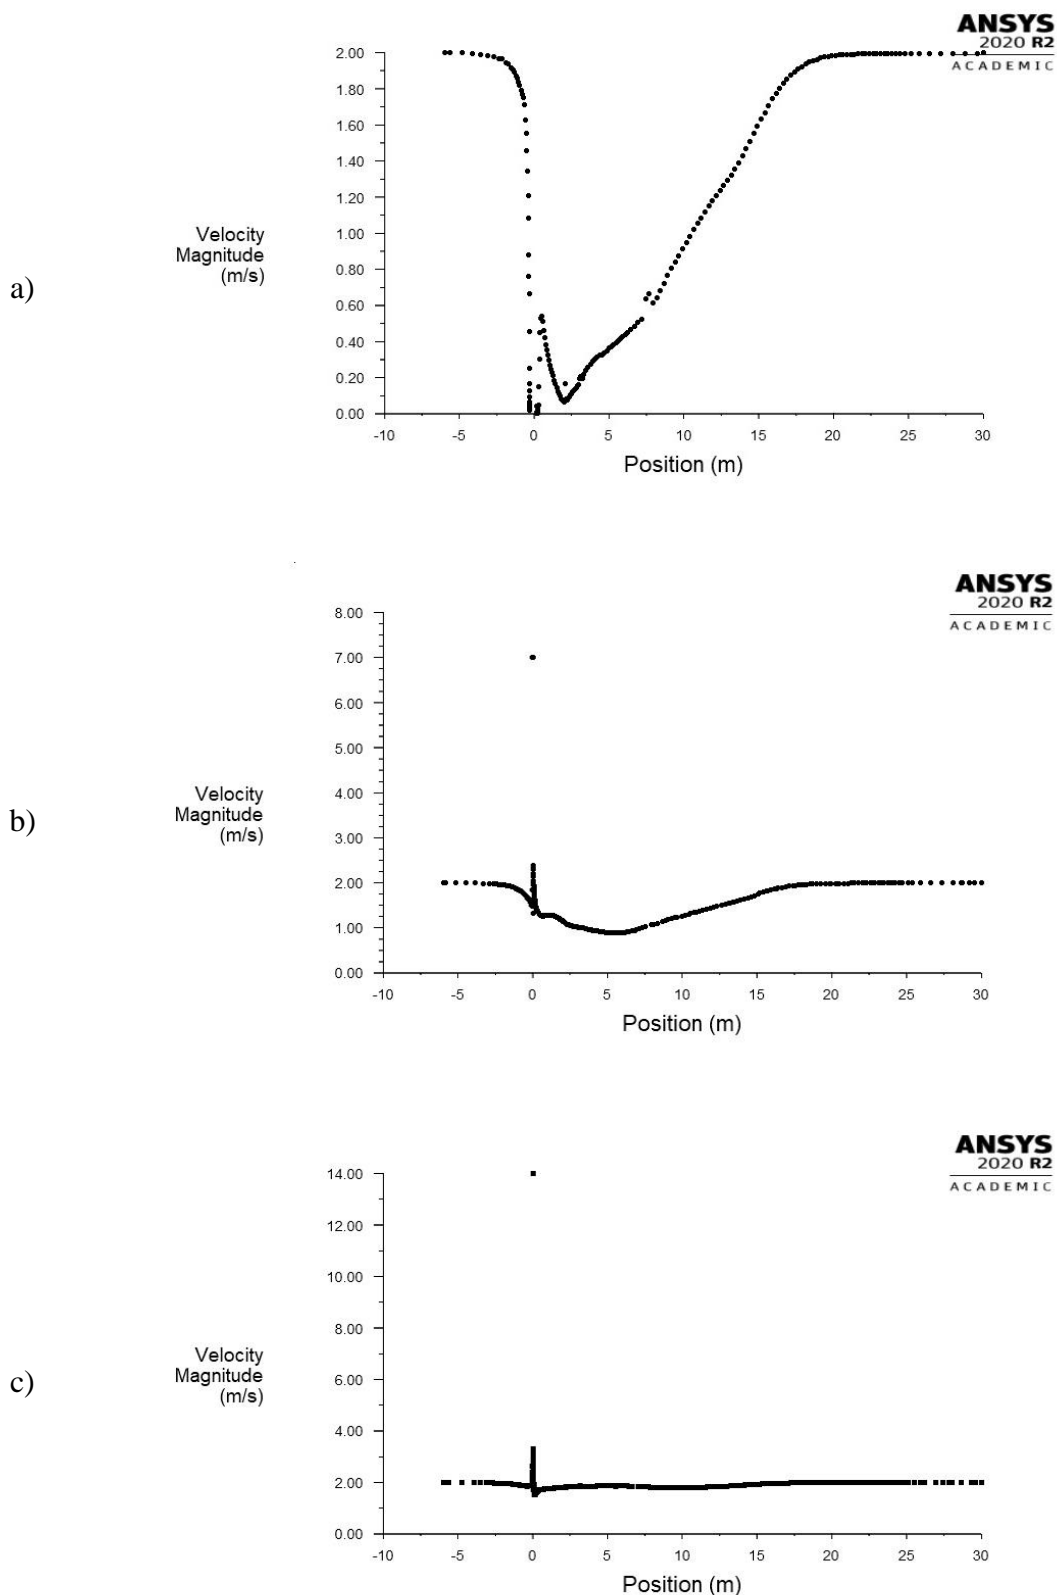 ANSYS
2020 R2
ACADEMIC
a)
Velocity
Magnitude
(m/s)
2.00
1.80
1.60
1.40
1.20
1.00
0.80
0.60
0.40
0.20
0.00
-10 -5 0 5 10 15 20 25 30
Position (m)
ANSYS
2020 R2
ACADEMIC
b)
Velocity
Magnitude
(m/s)
8.00
7.00
6.00
5.00
4.00
3.00
2.00
1.00
0.00
-10 -5 0 5 10 15 20 25 30
Position (m)
ANSYS
2020 R2
ACADEMIC
c)
Velocity
Magnitude
(m/s)
14.00
12.00
10.00
8.00
6.00
4.00
2.00
0.00
-10 -5 0 5 10 15 20 25 30
Position (m)